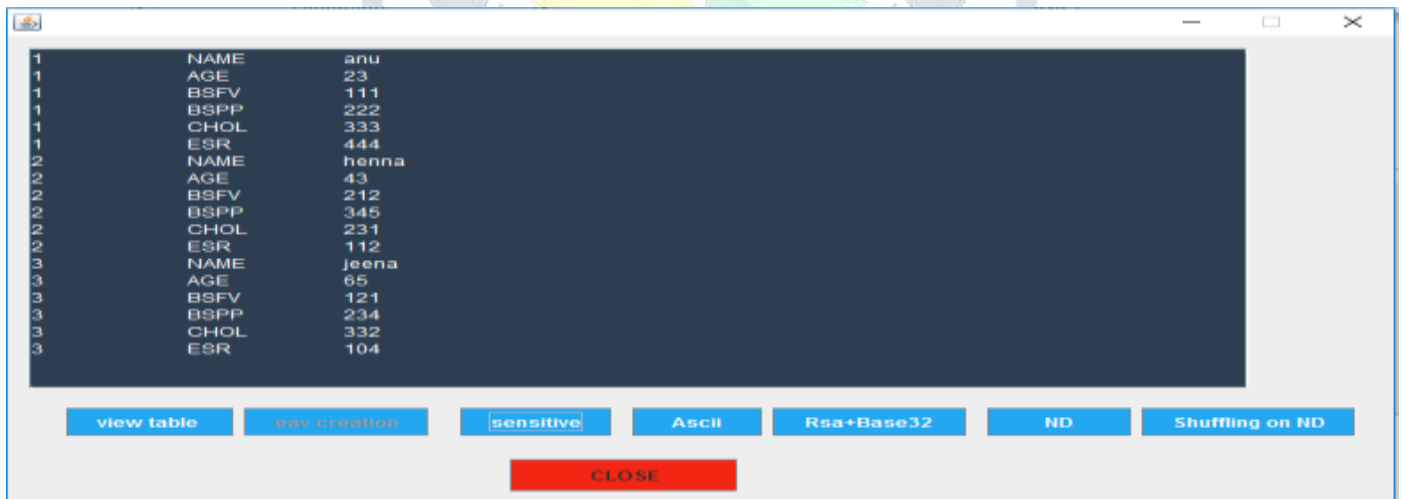 1 NAME anu
1 AGE 23
1 BSFV 111
1 BSPP 222
1 CHOL 333
1 ESR 444
2 NAME henna
2 AGE 43
2 BSFV 212
2 BSPP 345
2 CHOL 231
2 ESR 112
3 NAME jeena
3 AGE 65
3 BSFV 121
3 BSPP 234
3 CHOL 332
3 ESR 104
view table eav creation sensitive Ascii Rsa+Base32 ND Shuffling on ND
CLOSE